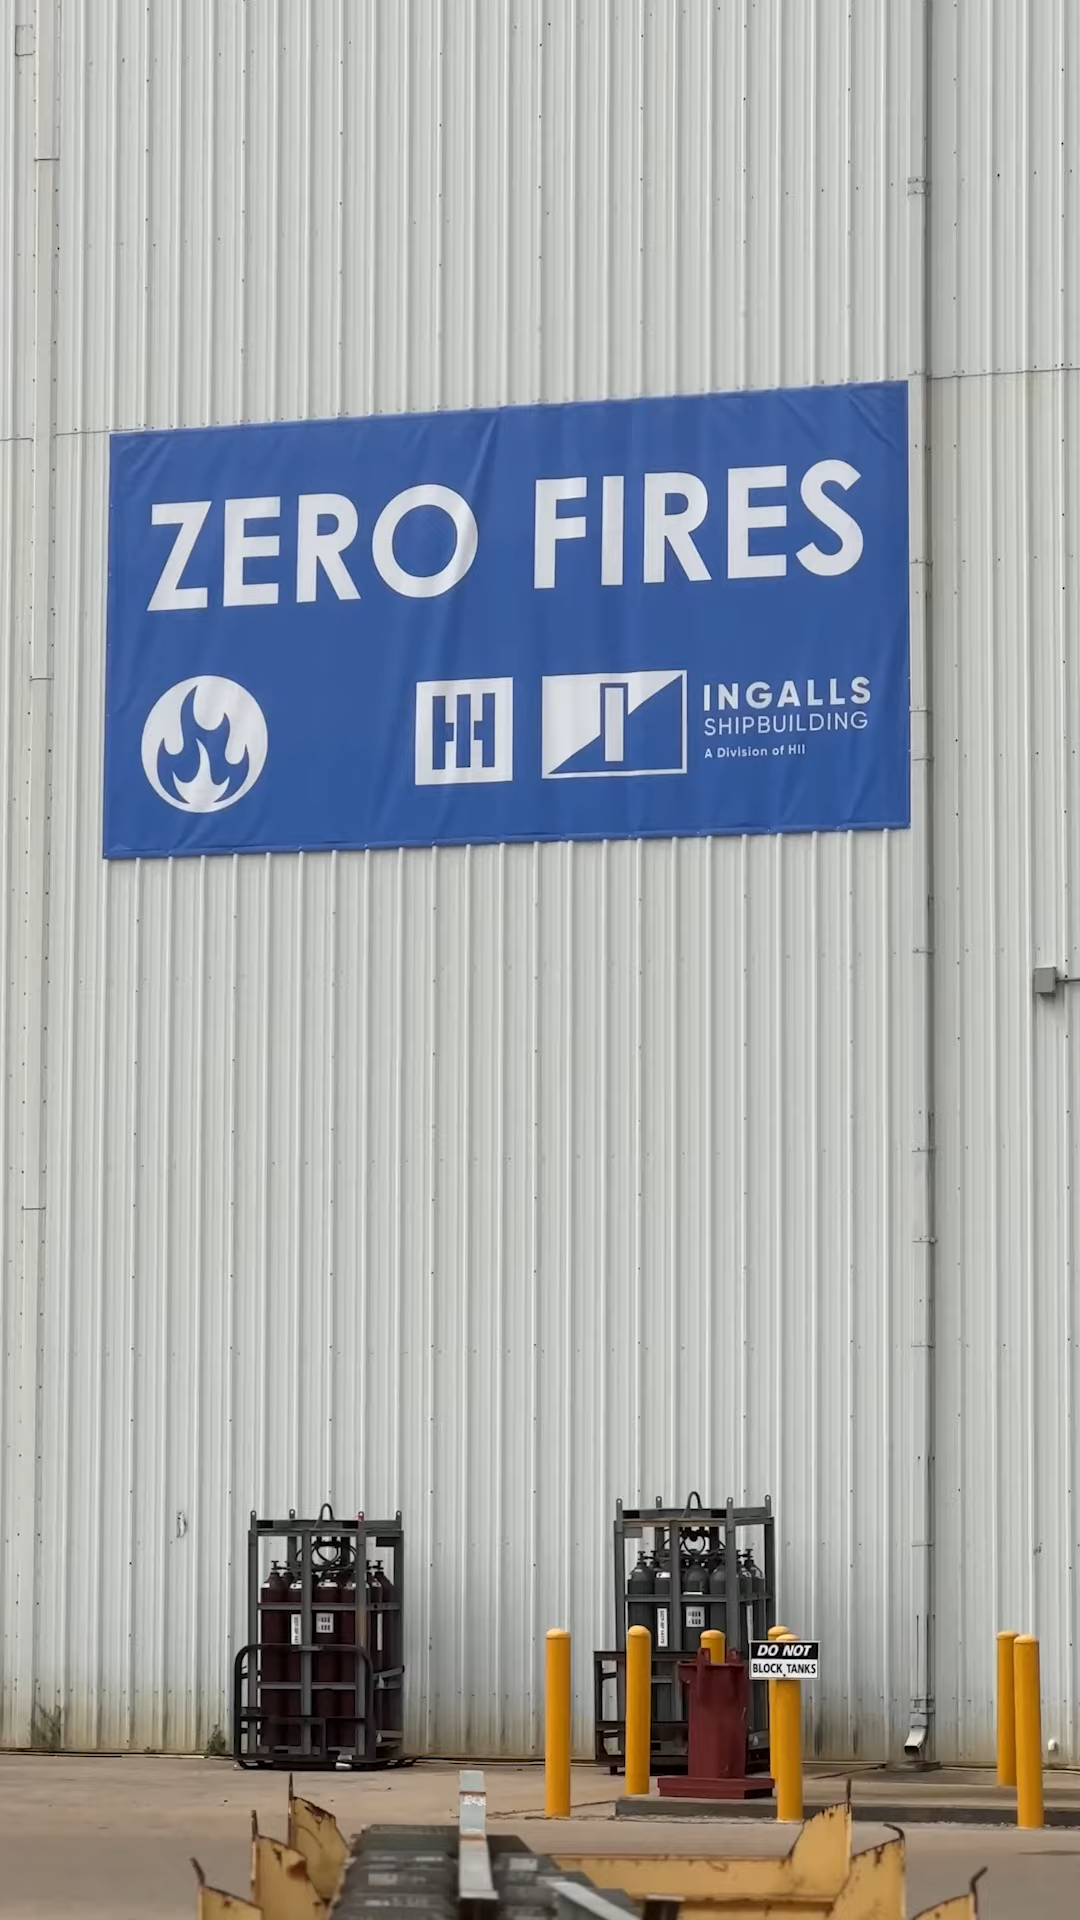 ZERO FIRES
INGALLS
SHIPBUILDING
A Division of HII
DO NOT
BLOCK TANKS